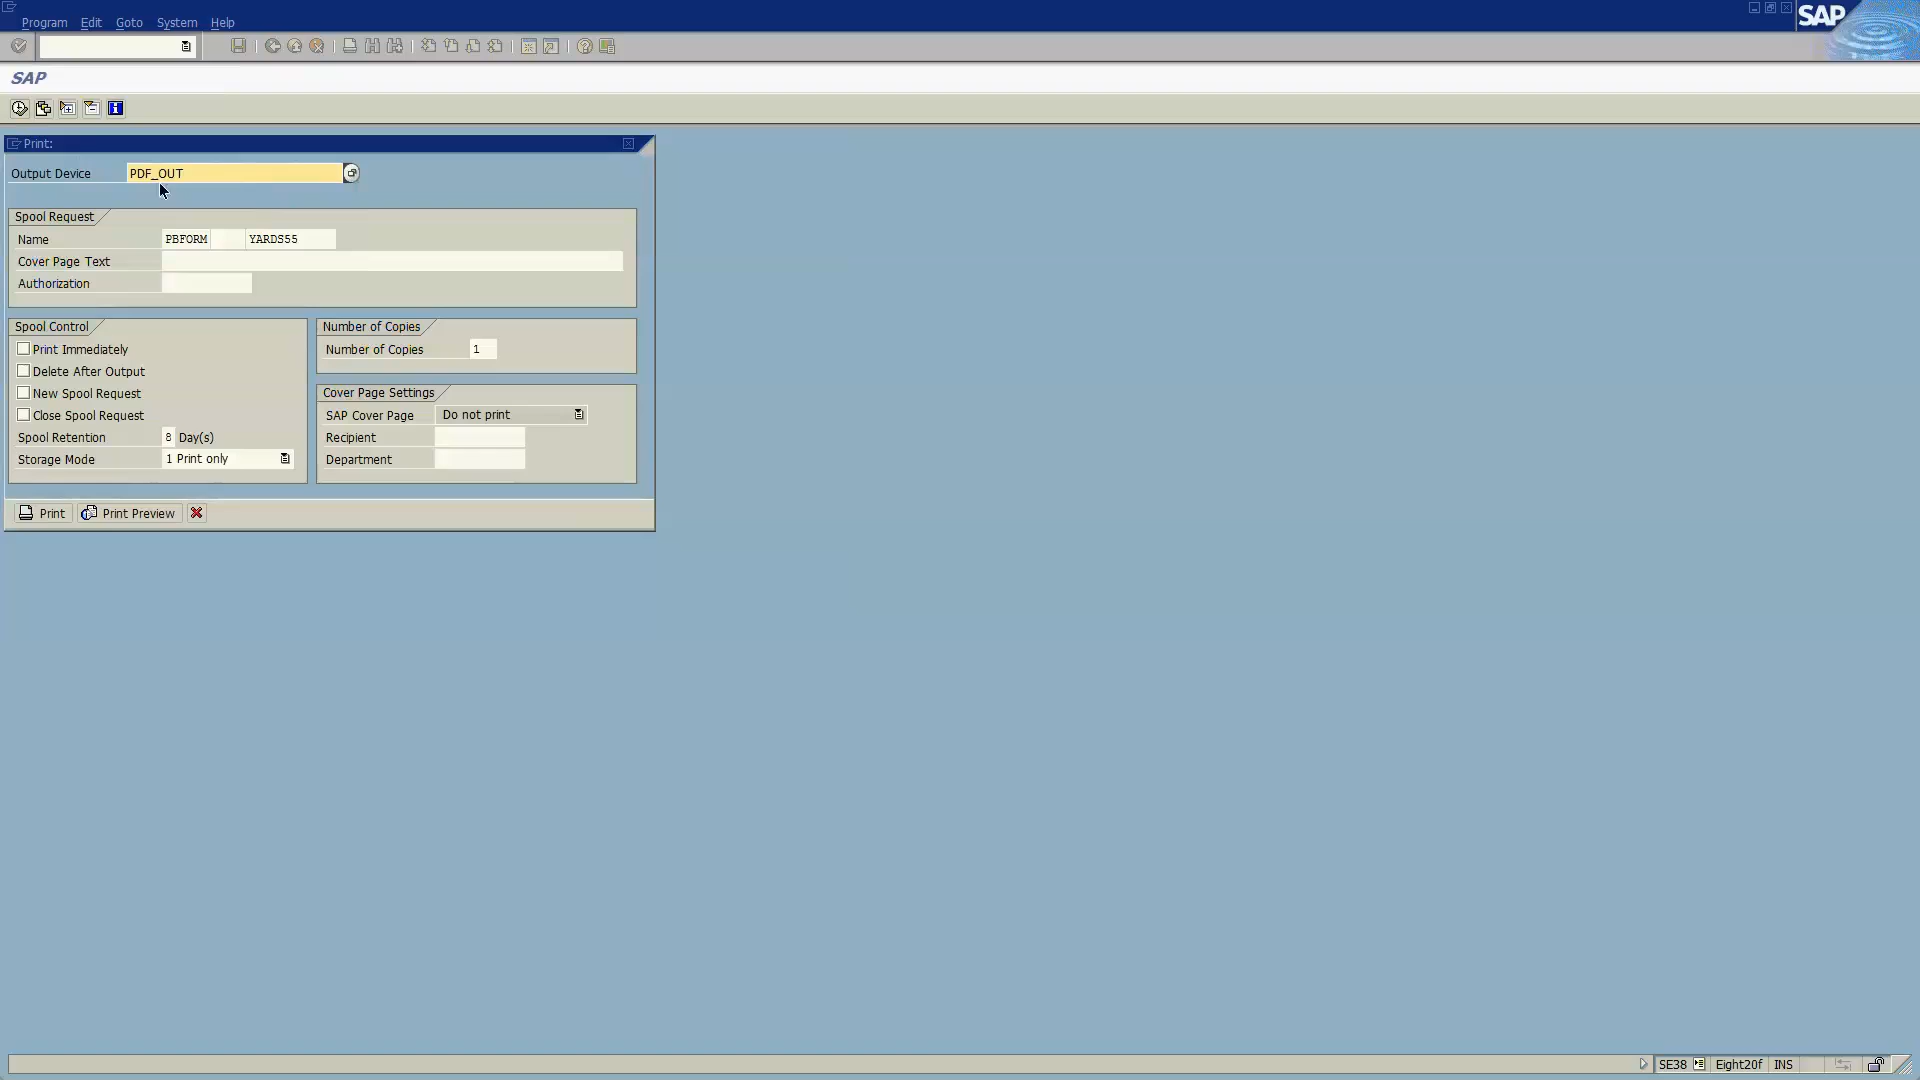 Program Edit Goto System Help
SAP
SAP
Print:
Output Device PDF_OUT
Spool Request
Name PBFORM YARDS55
Cover Page Text
Authorization
Spool Control
Print Immediately
Delete After Output
New Spool Request
Close Spool Request
Spool Retention 8 Day(s)
Storage Mode 1 Print only
Number of Copies
Number of Copies 1
Cover Page Settings
SAP Cover Page Do not print
Recipient
Department
Print Print Preview
SE38 Eight20f INS